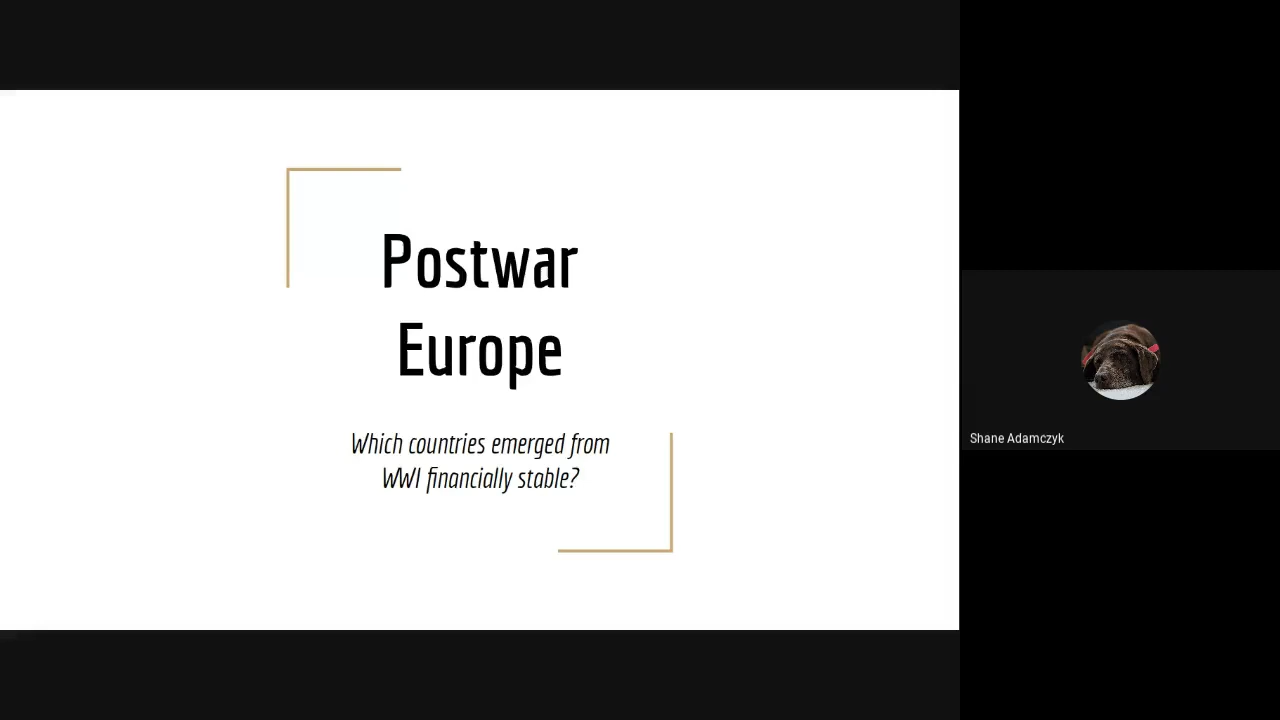 Postwar
Europe
Which countries emerged from
WWI financially stable?
Shane Adamczyk